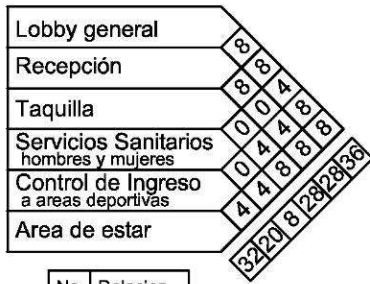 Lobby general
8
Recepción
8
8 4
Taquilla
0 8
0 4 8
Servicios Sanitarios
hombres y mujeres
4 8
0 8
Control de Ingreso
a areas deportivas
4
4
Area de estar
32 20 8 28 28 36
No. Relacion